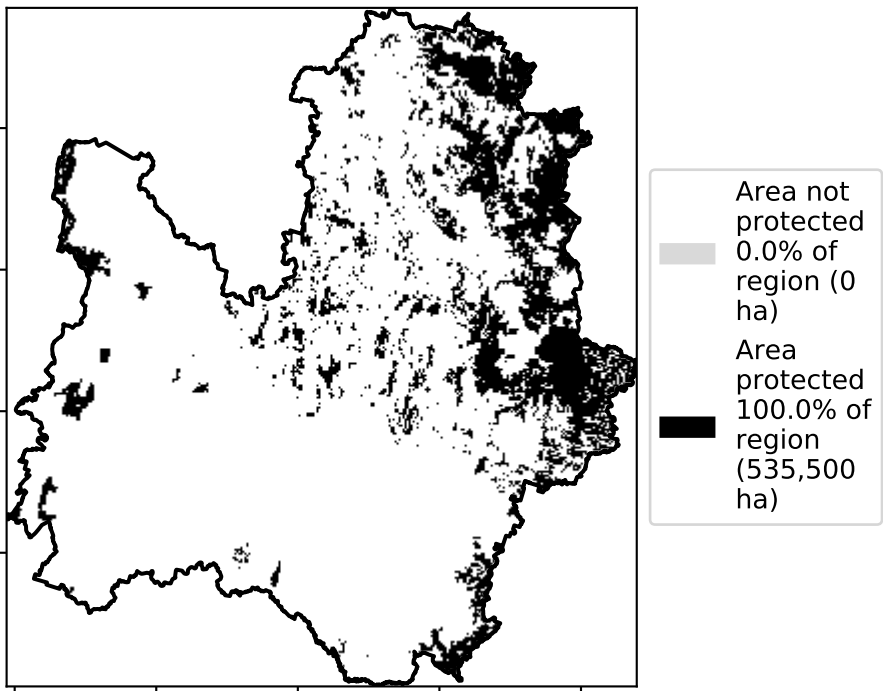 Area not
protected
0.0% of
region (0
ha)
Area
protected
100.0% of
region
(535,500
ha)